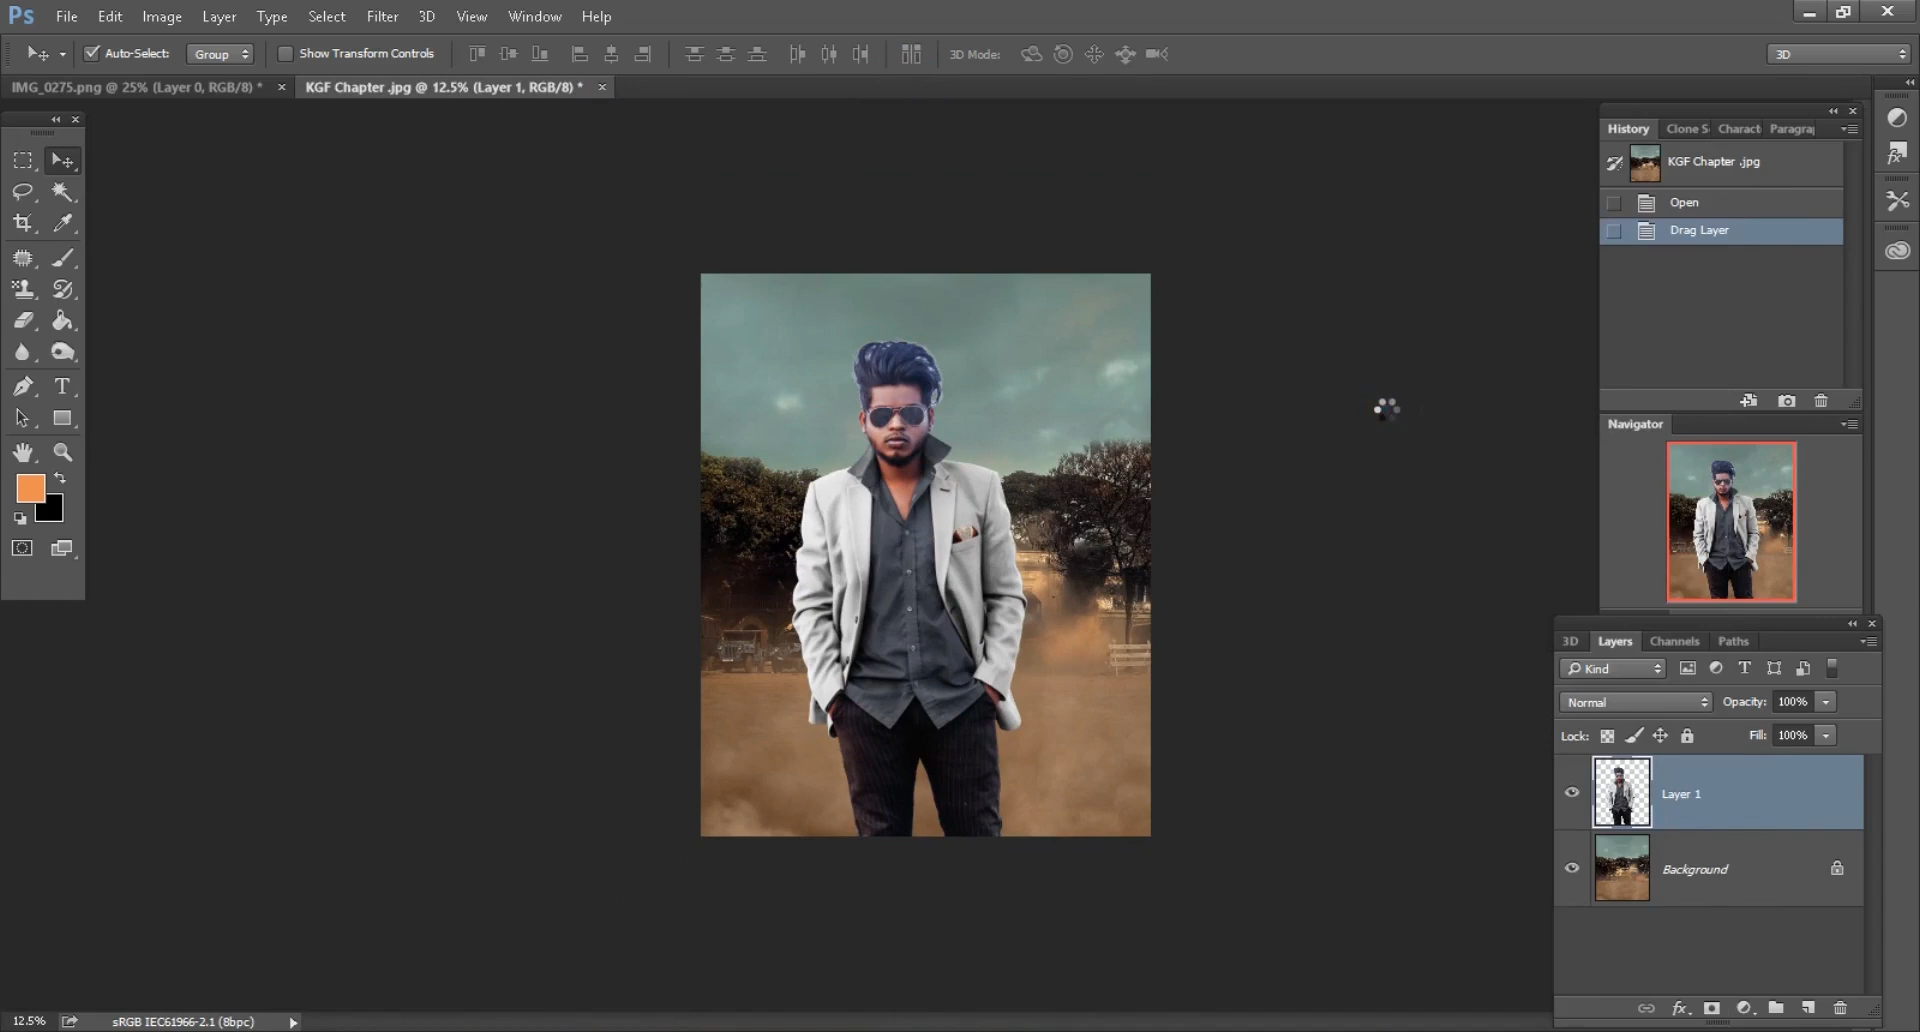 Ps File Edit Image Layer Type Select Filter 3D View Window Help
Auto-Select: Group Show Transform Controls 3D Mode: 3D
IMG_0275.png @ 25% (Layer 0, RGB/8) * KGF Chapter .jpg @ 12.5% (Layer 1, RGB/8) *
History Clone S Charact Paragra
KGF Chapter .jpg
Open
Drag Layer
Navigator
3D Layers Channels Paths
Kind
Normal Opacity: 100%
Lock: Fill: 100%
Layer 1
Background
12.5% sRGB IEC61966-2.1 (8bpc)